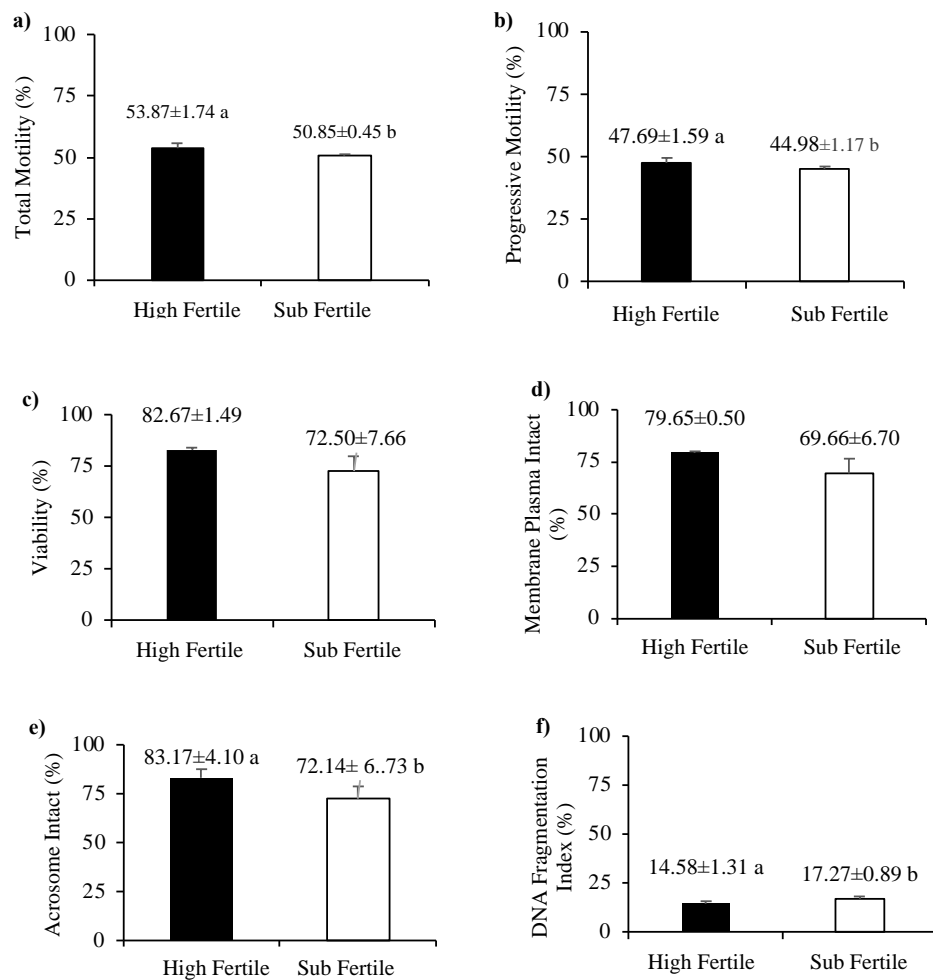 a)
Total Motility (%)
100
75
50
25
0
53.87±1.74 a
50.85±0.45 b
High Fertile
Sub Fertile
b)
Progressive Motility (%)
100
75
50
25
0
47.69±1.59 a
44.98±1.17 b
High Fertile
Sub Fertile
c)
Viability (%)
100
75
50
25
0
82.67±1.49
72.50±7.66
High Fertile
Sub Fertile
d)
Membrane Plasma Intact
(%)
100
75
50
25
0
79.65±0.50
69.66±6.70
High Fertile
Sub Fertile
e)
Acrosome Intact (%)
100
75
50
25
0
83.17±4.10 a
72.14± 6..73 b
High Fertile
Sub Fertile
f)
DNA Fragmentation
Index (%)
100
75
50
25
0
14.58±1.31 a
17.27±0.89 b
High Fertile
Sub Fertile